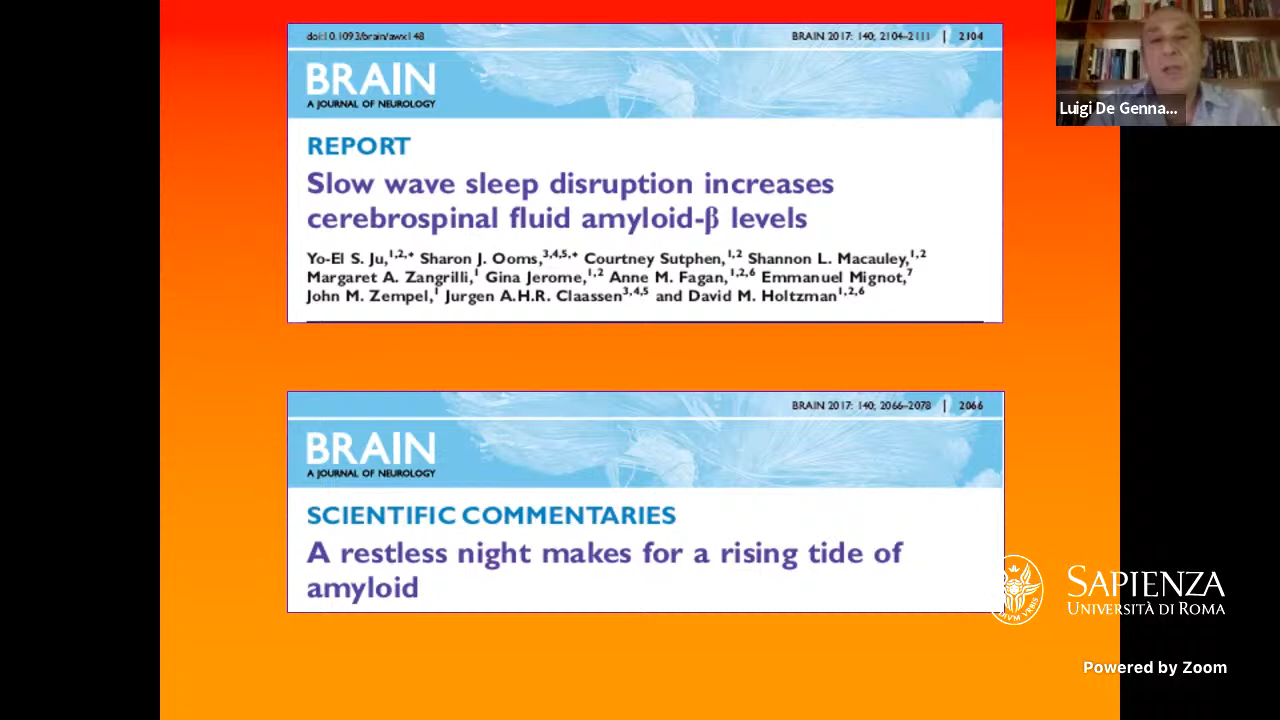 doi:10.1093/brain/awx148
BRAIN 2017: 140; 2104–2111 | 2104
BRAIN
A JOURNAL OF NEUROLOGY
REPORT
Slow wave sleep disruption increases
cerebrospinal fluid amyloid-β levels
Yo-El S. Ju,1,2,* Sharon J. Ooms,3,4,5,* Courtney Sutphen,1,2 Shannon L. Macauley,1,2
Margaret A. Zangrilli,1 Gina Jerome,1,2 Anne M. Fagan,1,2,6 Emmanuel Mignot,7
John M. Zempel,1 Jurgen A.H.R. Claassen3,4,5 and David M. Holtzman1,2,6
BRAIN 2017: 140; 2066–2078 | 2066
BRAIN
A JOURNAL OF NEUROLOGY
SCIENTIFIC COMMENTARIES
A restless night makes for a rising tide of
amyloid
Luigi De Genna...
SAPIENZA
UNIVERSITÀ DI ROMA
Powered by Zoom